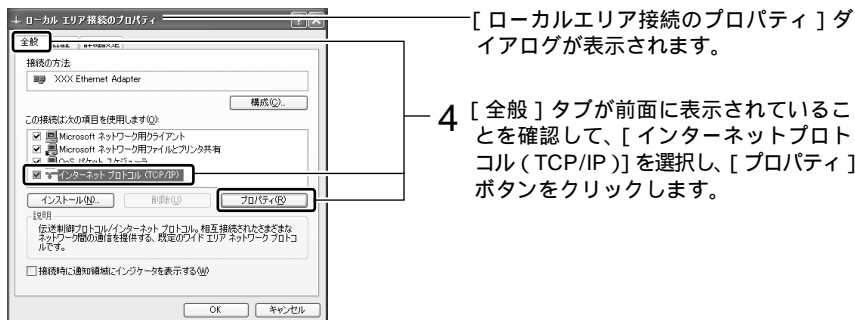 ローカル エリア接続のプロパティ
全般
接続の方法:
XXX Ethernet Adapter
構成(C)...
この接続は次の項目を使用します(O):
Microsoft ネットワーク用クライアント
Microsoft ネットワーク用ファイルとプリンタ共有
QoS パケット スケジューラ
インターネット プロトコル (TCP/IP)
インストール(N)...
削除(U)
プロパティ(R)
説明
伝送制御プロトコル/インターネット プロトコル。相互接続されたさまざまな
ネットワーク間の通信を提供する、既定のワイド エリア ネットワーク プロトコ
ルです。
接続時に通知領域にインジケータを表示する(W)
OK
キャンセル
[ ローカルエリア接続のプロパティ ] ダ
イアログが表示されます。
4 [ 全般 ] タブが前面に表示されているこ
とを確認して、[ インターネットプロト
コル ( TCP/IP )] を選択し、[ プロパティ ]
ボタンをクリックします。